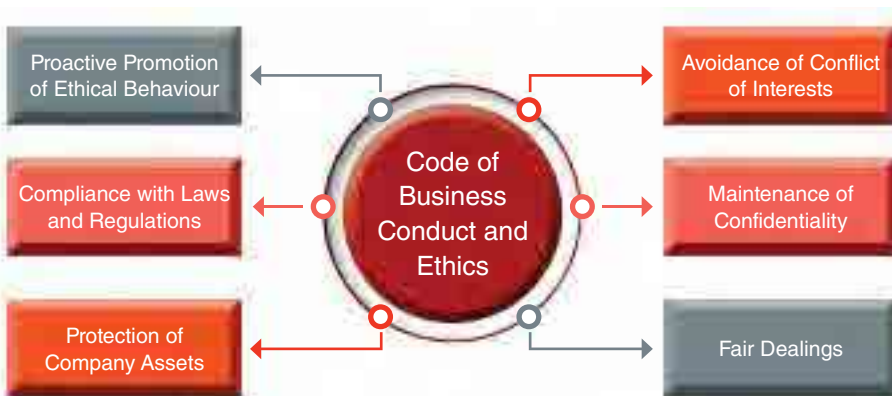 Proactive Promotion
of Ethical Behaviour
Compliance with Laws
and Regulations
Protection of
Company Assets
Code of
Business
Conduct and
Ethics
Avoidance of Conflict
of Interests
Maintenance of
Confidentiality
Fair Dealings